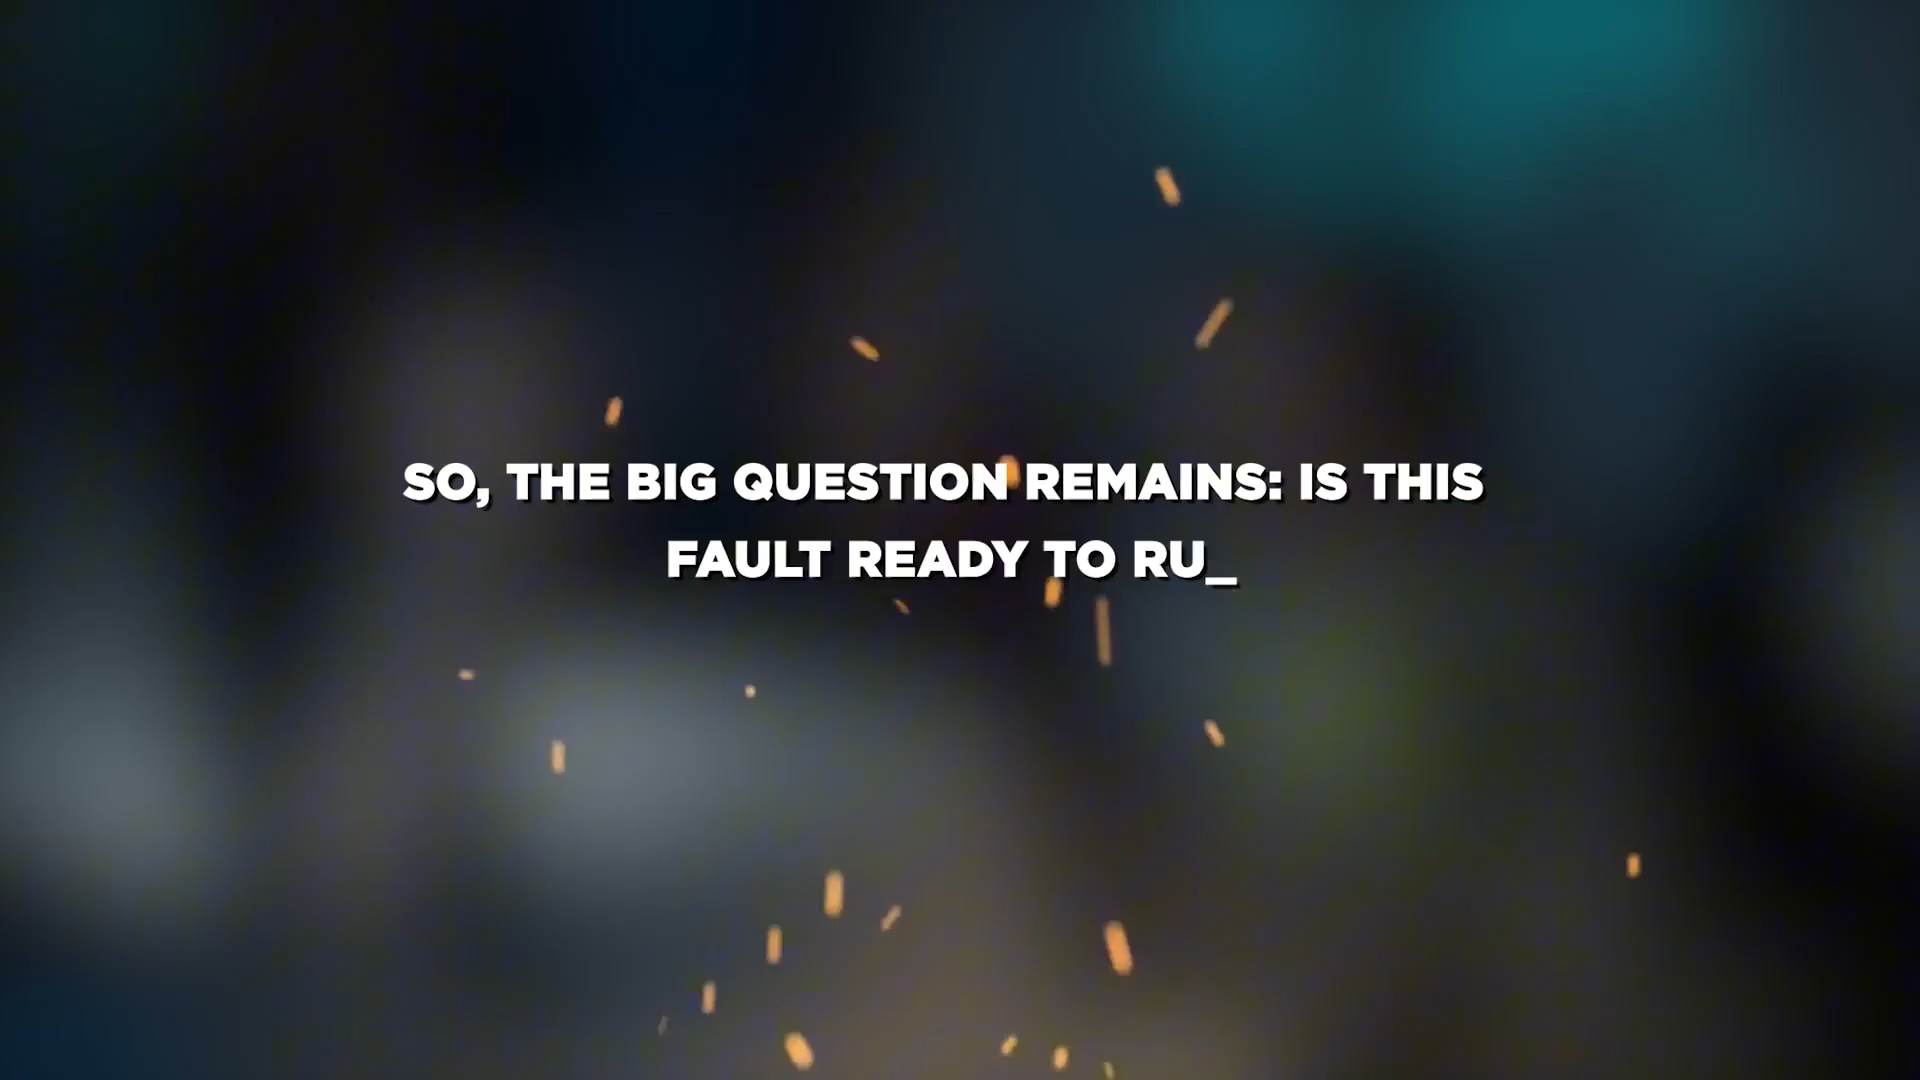 SO, THE BIG QUESTION REMAINS: IS THIS
FAULT READY TO RU_